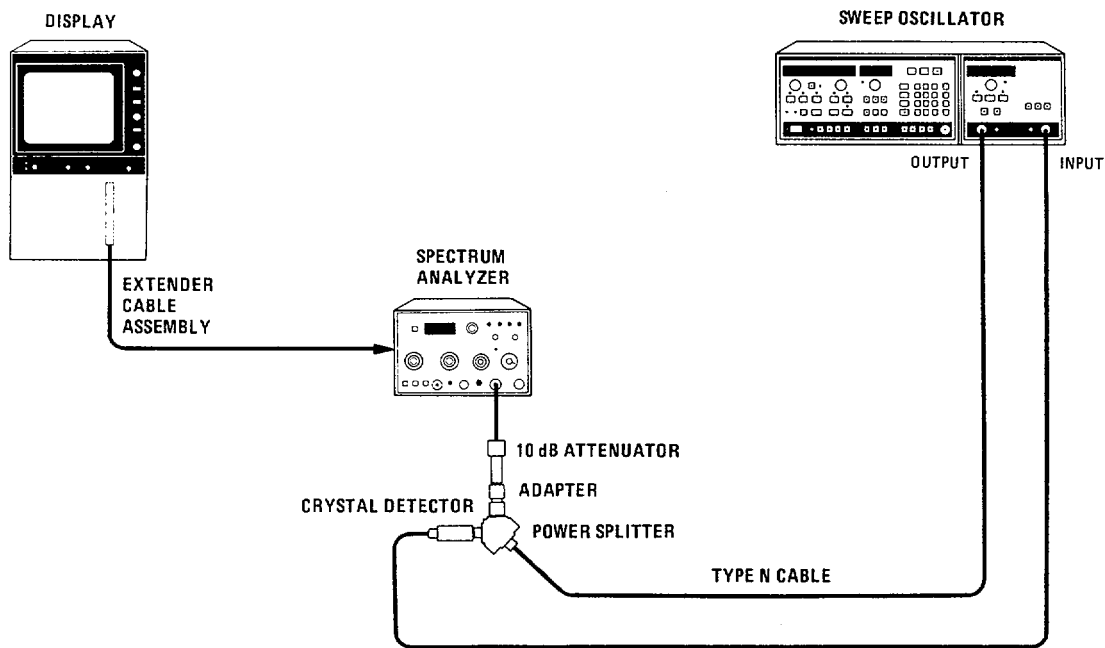 DISPLAY
SWEEP OSCILLATOR
OUTPUT
INPUT
EXTENDER
CABLE
ASSEMBLY
SPECTRUM
ANALYZER
10 dB ATTENUATOR
ADAPTER
CRYSTAL DETECTOR
POWER SPLITTER
TYPE N CABLE